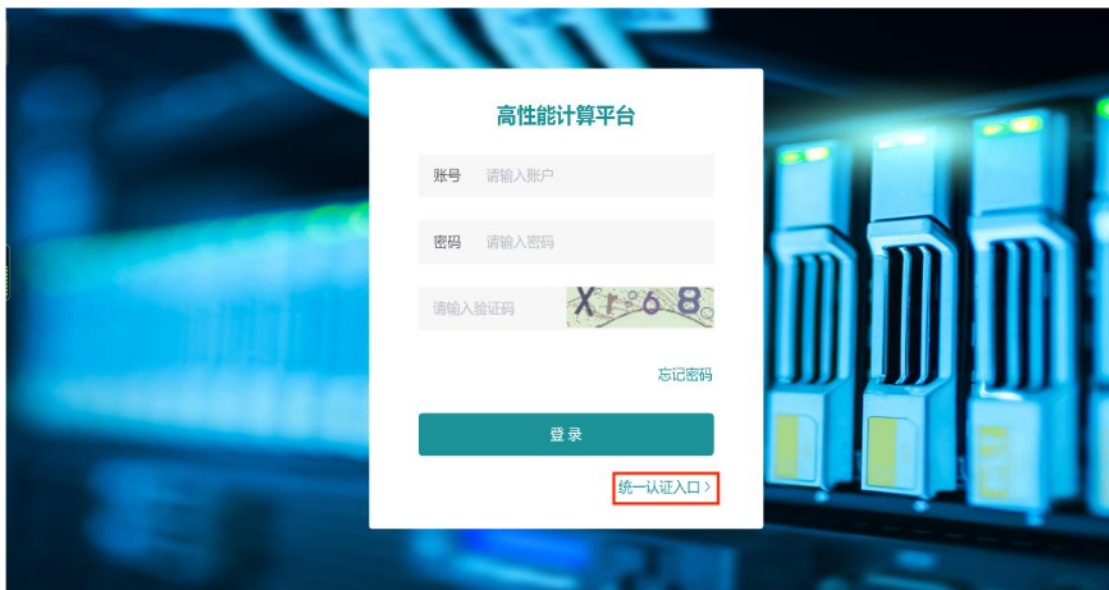 高性能计算平台
账号 请输入账户
密码 请输入密码
请输入验证码 Xr68
忘记密码
登录
统一认证入口 >